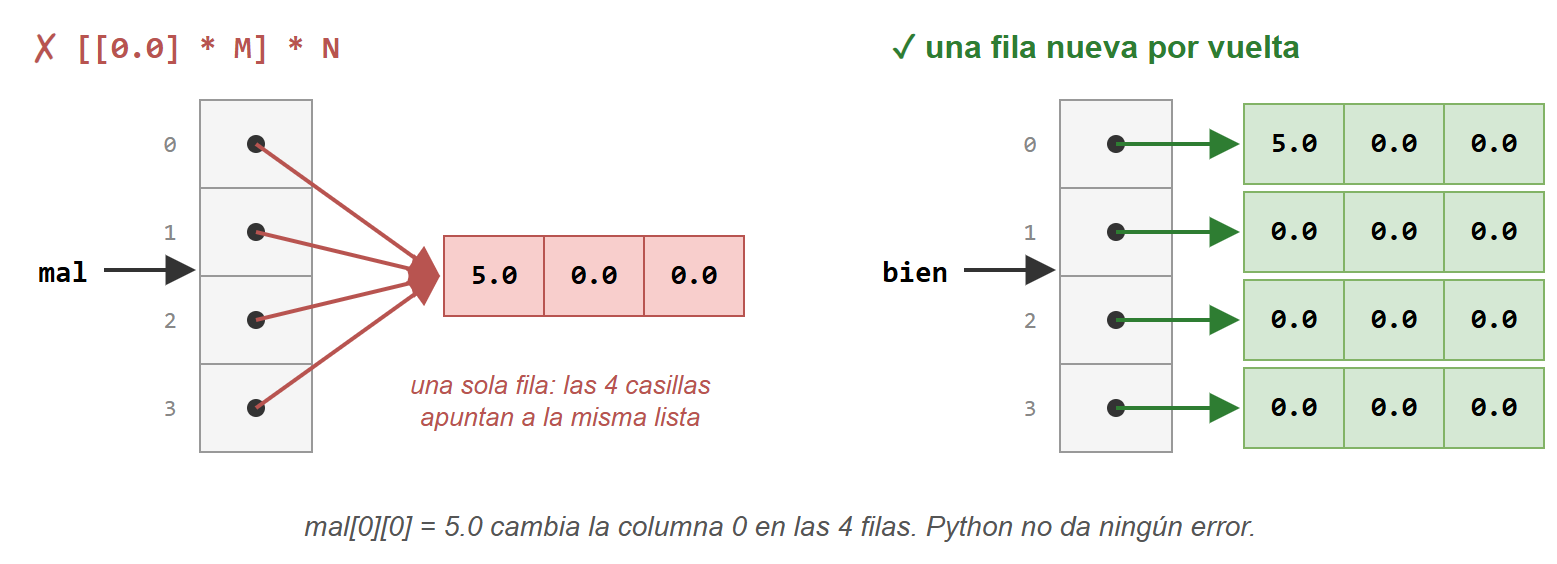 ✗ [[0.0] * M] * N
0
1
2
3
mal
5.0 0.0 0.0
una sola fila: las 4 casillas
apuntan a la misma lista
✓ una fila nueva por vuelta
0
1
2
3
bien
5.0 0.0 0.0
0.0 0.0 0.0
0.0 0.0 0.0
0.0 0.0 0.0
mal[0][0] = 5.0 cambia la columna 0 en las 4 filas. Python no da ningún error.